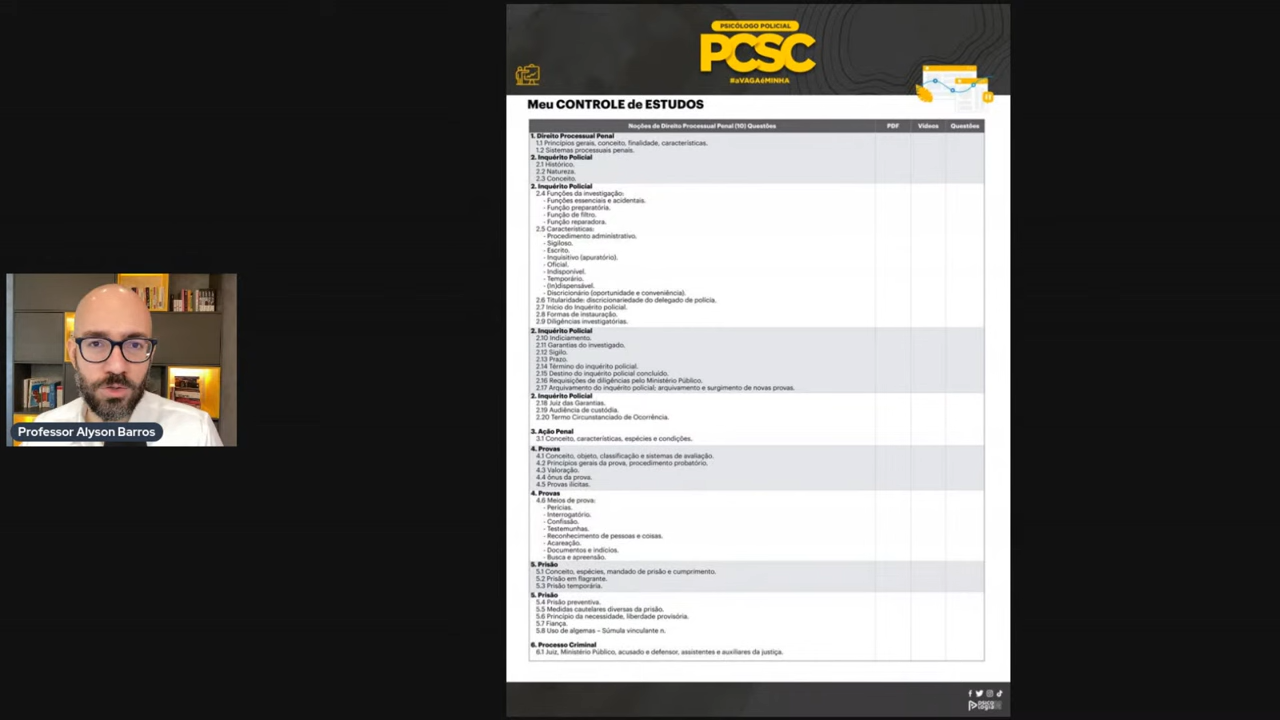 PSICÓLOGO POLICIAL
PCSC
#aVAGAéMINHA
Meu CONTROLE de ESTUDOS
Noções de Direito Processual Penal (10) Questões PDF Vídeos Questões
1. Direito Processual Penal
1.1 Princípios gerais, conceito, finalidade, características.
1.2 Sistemas processuais penais.
2. Inquérito Policial
2.1 Histórico.
2.2 Natureza.
2.3 Conceito.
2. Inquérito Policial
2.4 Funções da investigação:
- Funções essenciais e acidentais.
- Função preparatória.
- Função de filtro.
- Função reparadora.
2.5 Características:
- Procedimento administrativo.
- Sigiloso.
- Escrito.
- Inquisitivo (apuratório).
- Oficial.
- Indisponível.
- Temporário.
- (In)dispensável.
- Discricionário (oportunidade e conveniência).
2.6 Titularidade: discricionariedade do delegado de polícia.
2.7 Início do Inquérito policial.
2.8 Formas de instauração.
2.9 Diligências investigatórias.
2. Inquérito Policial
2.10 Indiciamento.
2.11 Garantias do investigado.
2.12 Sigilo.
2.13 Prazo.
2.14 Término do inquérito policial.
2.15 Destino do inquérito policial concluído.
2.16 Requisições de diligências pelo Ministério Público.
2.17 Arquivamento do inquérito policial; arquivamento e surgimento de novas provas.
2. Inquérito Policial
2.18 Juiz das Garantias.
2.19 Audiência de custódia.
2.20 Termo Circunstanciado de Ocorrência.
3. Ação Penal
3.1 Conceito, características, espécies e condições.
4. Provas
4.1 Conceito, objeto, classificação e sistemas de avaliação.
4.2 Princípios gerais da prova, procedimento probatório.
4.3 Valoração.
4.4 ônus da prova.
4.5 Provas ilícitas.
4. Provas
4.6 Meios de prova:
- Perícias.
- Interrogatório.
- Confissão.
- Testemunhas.
- Reconhecimento de pessoas e coisas.
- Acareação.
- Documentos e indícios.
- Busca e apreensão.
5. Prisão
5.1 Conceito, espécies, mandado de prisão e cumprimento.
5.2 Prisão em flagrante.
5.3 Prisão temporária.
5. Prisão
5.4 Prisão preventiva.
5.5 Medidas cautelares diversas da prisão.
5.6 Princípio da necessidade, liberdade provisória.
5.7 Fiança.
5.8 Uso de algemas – Súmula vinculante n.
6. Processo Criminal
6.1 Juiz, Ministério Público, acusado e defensor, assistentes e auxiliares da justiça.
Professor Alyson Barros